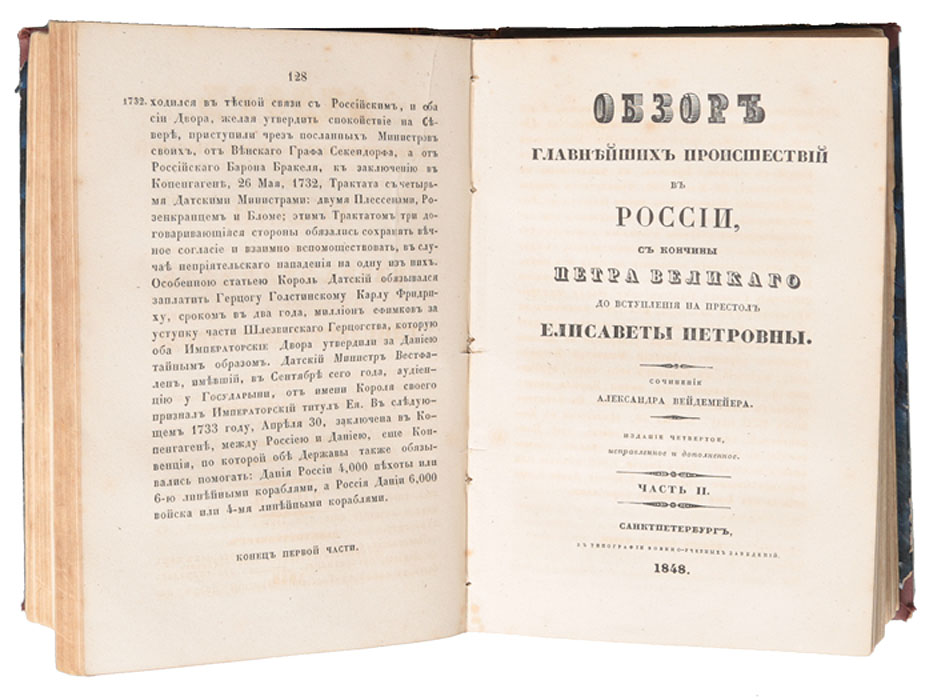 128
1732. ходился въ тѣсной связи съ Россійскимъ, и оба
сіи Двора, желая утвердить спокойствіе на Сѣ-
верѣ, приступили чрезъ посланныхъ Министровъ
своихъ, отъ Вѣнскаго Графа Секендорфа, а отъ
Россійскаго Барона Бракеля, къ заключенію въ
Копенгагенѣ, 26 Мая, 1732, Трактата съ четырь-
мя Датскими Министрами: двумя Плессенами, Ро-
зенкранцемъ и Бломе; этимъ Трактатомъ три до-
говаривающіяся стороны обязались сохранять вѣч-
ное согласіе и взаимно вспомоществовать, въ слу-
чаѣ непріятельскаго нападенія на одну изъ нихъ.
Особенною статьею Король Датскій обязывался
заплатить Герцогу Голстинскому Карлу Фридри-
ху, срокомъ въ два года, милліонъ ефимковъ за
уступку части Шлезвигскаго Герцогства, которую
оба Императорскіе Двора утвердили за Даніею
тайнымъ образомъ. Датскій Министръ Вестфа-
ленъ, имѣвшій, въ Сентябрѣ сего года, аудіен-
цію у Государыни, отъ имени Короля своего
призналъ Императорскій титулъ Ея. Въ слѣдую-
щемъ 1733 году, Апрѣля 30, заключена въ Ко-
пенгагенѣ, между Россіею и Даніею, еще Кон-
венція, по которой обѣ Державы также обязы-
вались помогать: Данія Россіи 4,000 пѣхоты или
6-ю линѣйными кораблями, а Россія Даніи 6,000
войска или 4-мя линѣйными кораблями.
КОНЕЦЪ ПЕРВОЙ ЧАСТИ.
ОБЗОРЪ
ГЛАВНѢЙШИХЪ ПРОИСШЕСТВІЙ
ВЪ
РОССІИ,
СЪ КОНЧИНЫ
ПЕТРА ВЕЛИКАГО
ДО ВСТУПЛЕНІЯ НА ПРЕСТОЛЪ
ЕЛИСАВЕТЫ ПЕТРОВНЫ.
СОЧИНЕНІЕ
АЛЕКСАНДРА ВЕЙДЕМЕЙЕРА.
ИЗДАНІЕ ЧЕТВЕРТОЕ,
исправленное и дополненное.
ЧАСТЬ II.
САНКТПЕТЕРБУРГЪ,
ВЪ ТИПОГРАФІИ ВОЕННО-УЧЕБНЫХЪ ЗАВЕДЕНІЙ.
1848.